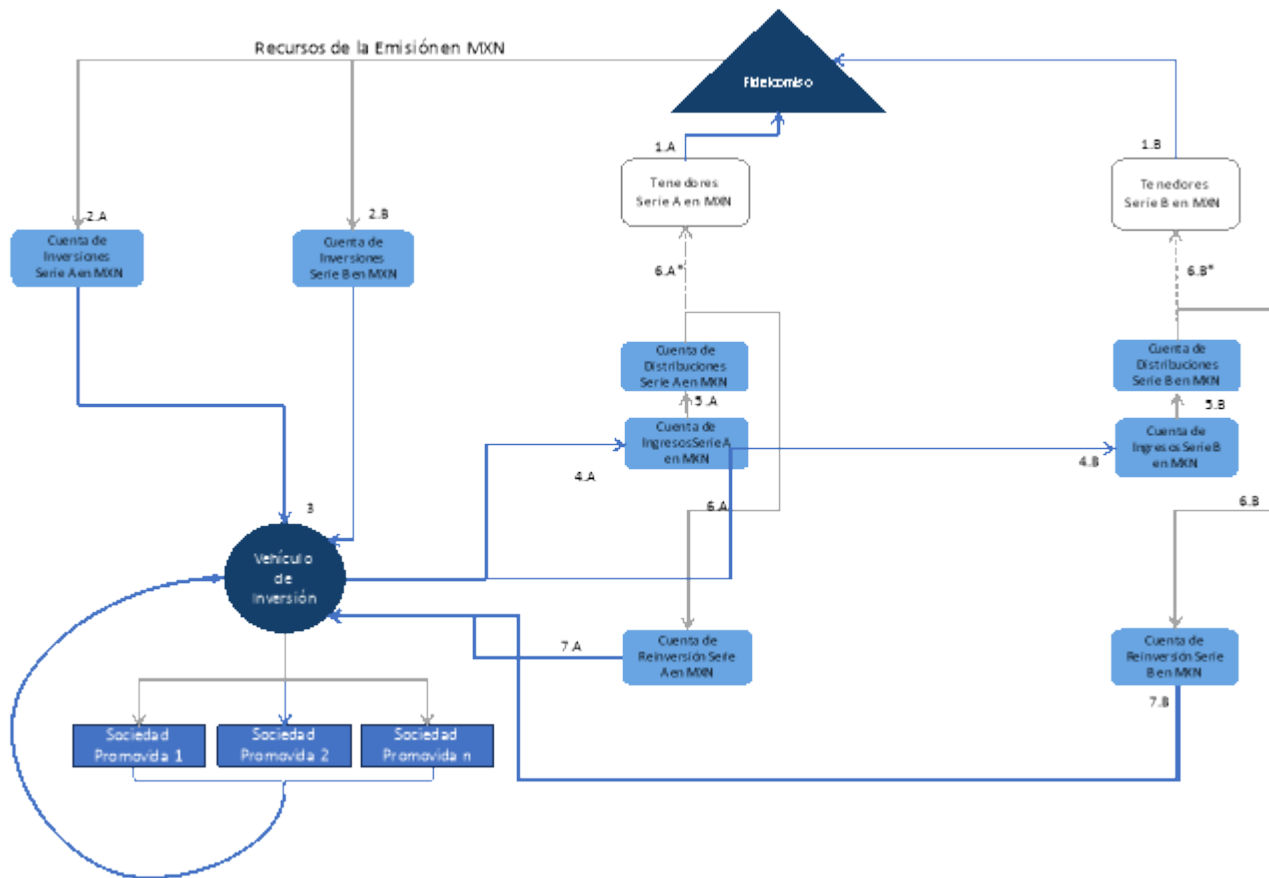 Recursos de la Emisión en MXN
Fideicomiso
1.A
1.B
Tenedores
Serie A en MXN
Tenedores
Serie B en MXN
2.A
2.B
Cuenta de
Inversiones
Serie A en MXN
Cuenta de
Inversiones
Serie B en MXN
6.A*
6.B*
Cuenta de
Distribuciones
Serie A en MXN
Cuenta de
Distribuciones
Serie B en MXN
5.A
5.B
Cuenta de
Ingresos Serie A
en MXN
Cuenta de
Ingresos Serie B
en MXN
4.A
4.B
3
6.A
6.B
Vehículo
de
Inversión
7.A
Cuenta de
Reinversión Serie
A en MXN
Cuenta de
Reinversión Serie
B en MXN
7.B
Sociedad
Promovida 1
Sociedad
Promovida 2
Sociedad
Promovida n